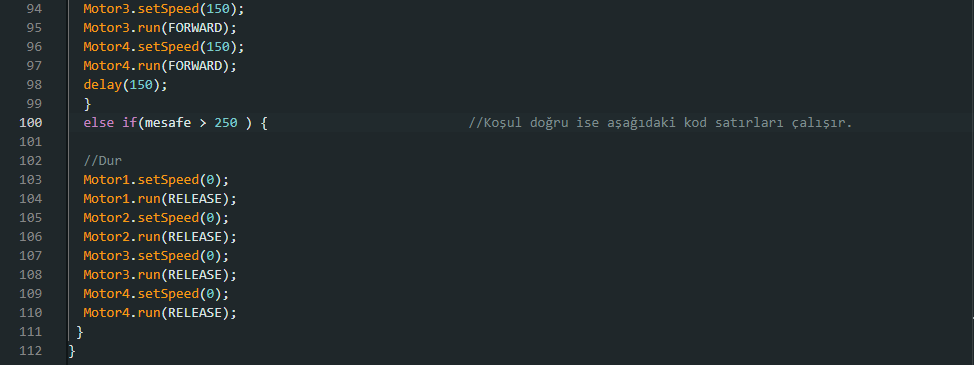 94 Motor3.setSpeed(150);
95 Motor3.run(FORWARD);
96 Motor4.setSpeed(150);
97 Motor4.run(FORWARD);
98 delay(150);
99 }
100 else if(mesafe > 250 ) { //Koşul doğru ise aşağıdaki kod satırları çalışır.
101
102 //Dur
103 Motor1.setSpeed(0);
104 Motor1.run(RELEASE);
105 Motor2.setSpeed(0);
106 Motor2.run(RELEASE);
107 Motor3.setSpeed(0);
108 Motor3.run(RELEASE);
109 Motor4.setSpeed(0);
110 Motor4.run(RELEASE);
111 }
112 }